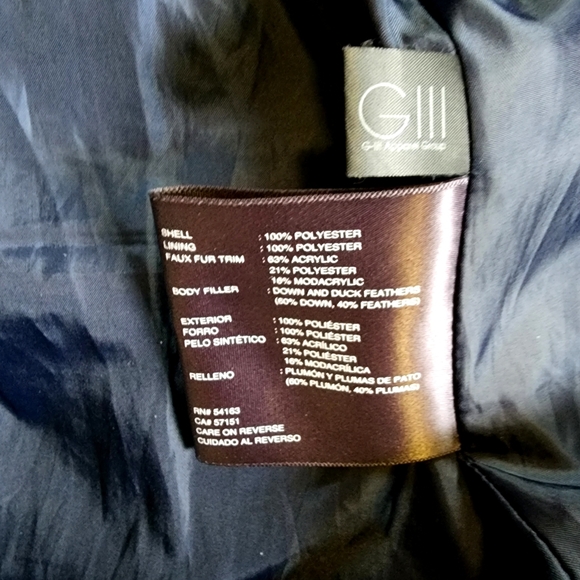 GIII
G-III Apparel Group
SHELL : 100% POLYESTER
LINING : 100% POLYESTER
FAUX FUR TRIM : 63% ACRYLIC
21% POLYESTER
16% MODACRYLIC
BODY FILLER : DOWN AND DUCK FEATHERS
(60% DOWN, 40% FEATHERS)
EXTERIOR : 100% POLIÉSTER
FORRO : 100% POLIÉSTER
PELO SINTÉTICO : 63% ACRÍLICO
21% POLIÉSTER
16% MODACRÍLICA
RELLENO : PLUMÓN Y PLUMAS DE PATO
(60% PLUMÓN, 40% PLUMAS)
RN# 54163
CA# 57151
CARE ON REVERSE
CUIDADO AL REVERSO